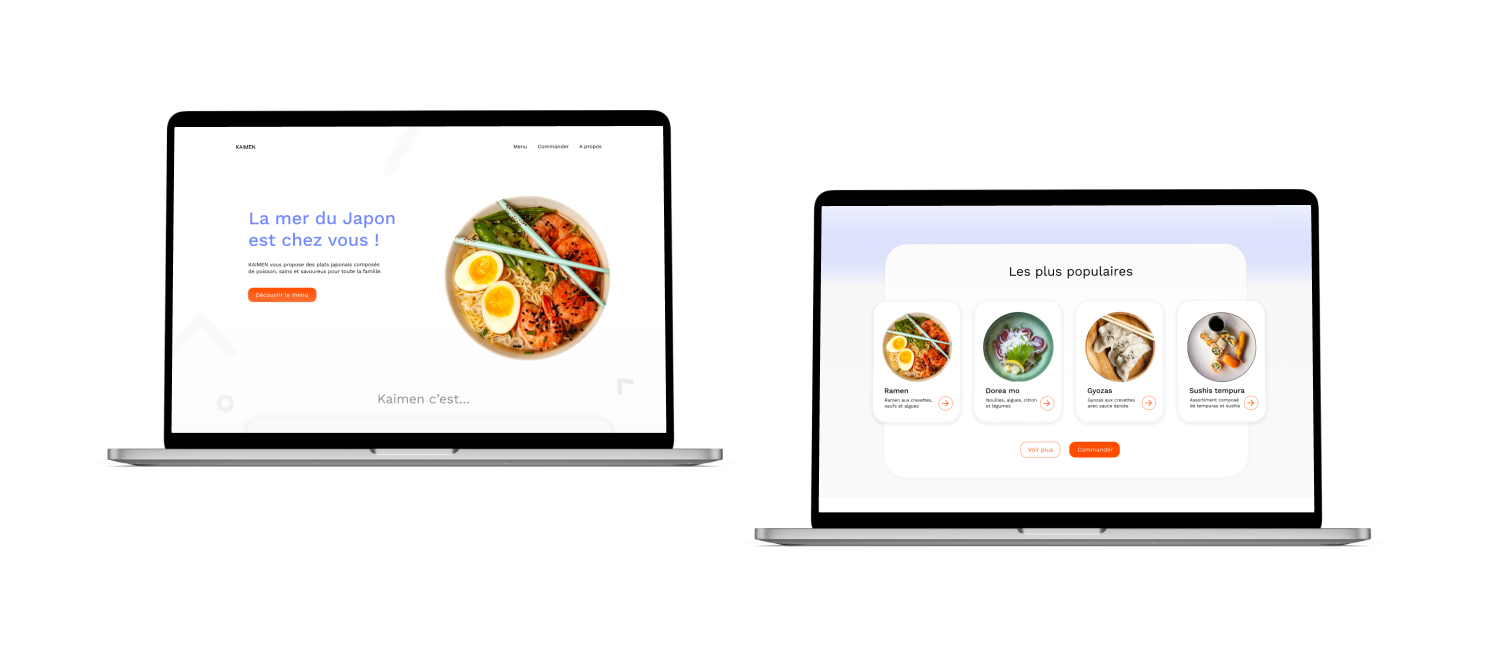 KAIMEN
Menu Commander A propos
La mer du Japon
est chez vous !
KAIMEN vous propose des plats japonais composés
de poisson, sains et savoureux pour toute la famille.
Découvrir le menu
Kaimen c'est...
Les plus populaires
Ramen
Ramen aux crevettes,
oeufs et algues
Dorea mo
Nouilles, algues, citron
et légumes
Gyozas
Gyozas aux crevettes
avec sauce épicée
Sushis tempura
Assortiment composé
de tempuras et sushis
Voir plus
Commander